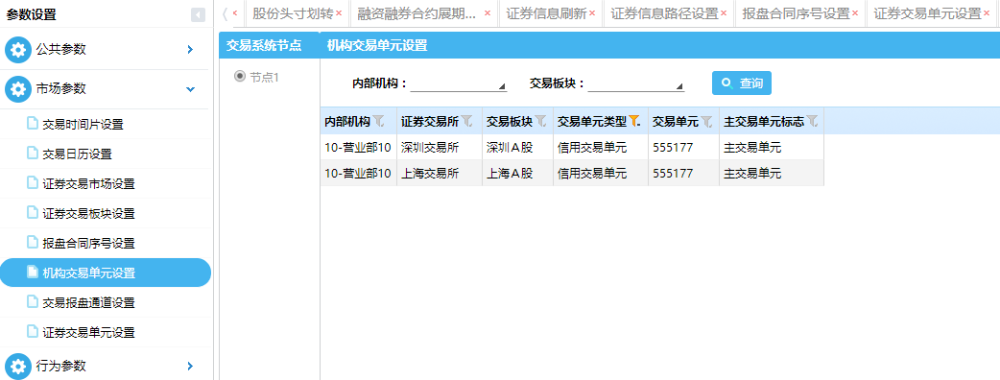 参数设置
公共参数
市场参数
交易时间片设置
交易日历设置
证券交易市场设置
证券交易板块设置
报盘合同序号设置
机构交易单元设置
交易报盘通道设置
证券交易单元设置
行为参数
股份头寸划转 融资融券合约展期... 证券信息刷新 证券信息路径设置 报盘合同序号设置 证券交易单元设置
交易系统节点
节点1
机构交易单元设置
内部机构： 交易板块： 查询
内部机构 证券交易所 交易板块 交易单元类型 交易单元 主交易单元标志
10-营业部10 深圳交易所 深圳Ａ股 信用交易单元 555177 主交易单元
10-营业部10 上海交易所 上海Ａ股 信用交易单元 555177 主交易单元